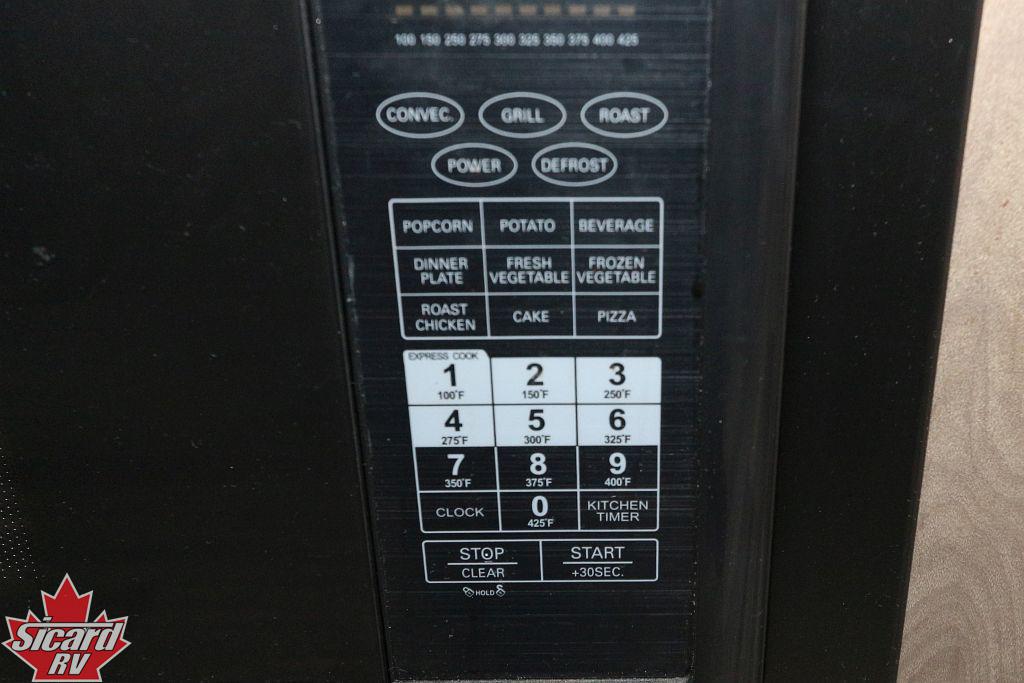 100 150 250 275 300 325 350 375 400 425
CONVEC. GRILL ROAST
POWER DEFROST
POPCORN POTATO BEVERAGE
DINNER PLATE FRESH VEGETABLE FROZEN VEGETABLE
ROAST CHICKEN CAKE PIZZA
EXPRESS COOK
1 2 3
100°F 150°F 250°F
4 5 6
275°F 300°F 325°F
7 8 9
350°F 375°F 400°F
CLOCK 0 KITCHEN TIMER
425°F
STOP START
CLEAR +30SEC.
HOLD
Sicard
RV